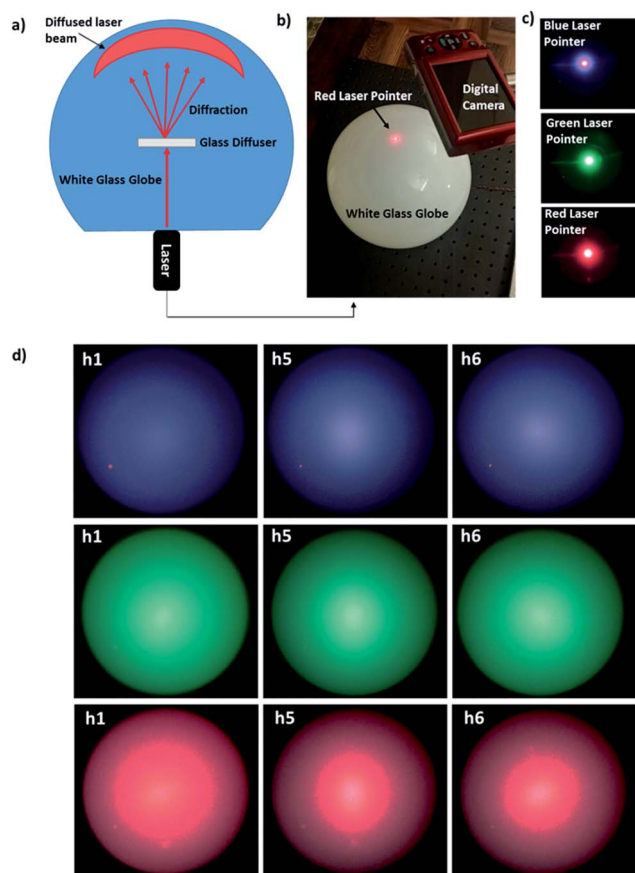 a)
Diffused laser
beam
Diffraction
Glass Diffuser
White Glass Globe
Laser
b)
Red Laser Pointer
Digital
Camera
White Glass Globe
c)
Blue Laser
Pointer
Green Laser
Pointer
Red Laser
Pointer
d)
h1
h5
h6
h1
h5
h6
h1
h5
h6